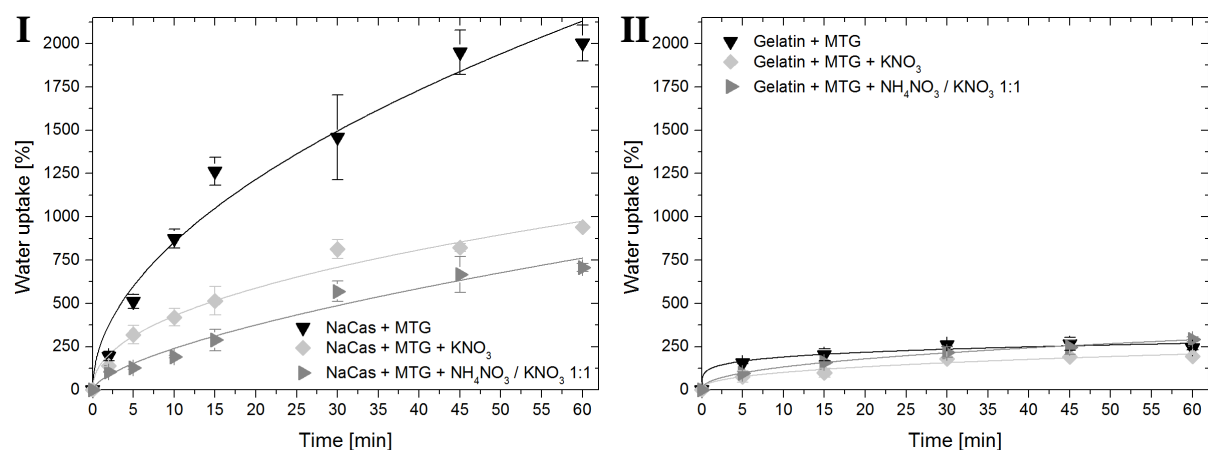 I
2000
1750
1500
1250
1000
750
500
250
0
Water uptake [%]
NaCas + MTG
NaCas + MTG + KNO₃
NaCas + MTG + NH₄NO₃ / KNO₃ 1:1
0 5 10 15 20 25 30 35 40 45 50 55 60
Time [min]
II
Gelatin + MTG
Gelatin + MTG + KNO₃
Gelatin + MTG + NH₄NO₃ / KNO₃ 1:1
2000
1750
1500
1250
1000
750
500
250
0
Water uptake [%]
0 5 10 15 20 25 30 35 40 45 50 55 60
Time [min]